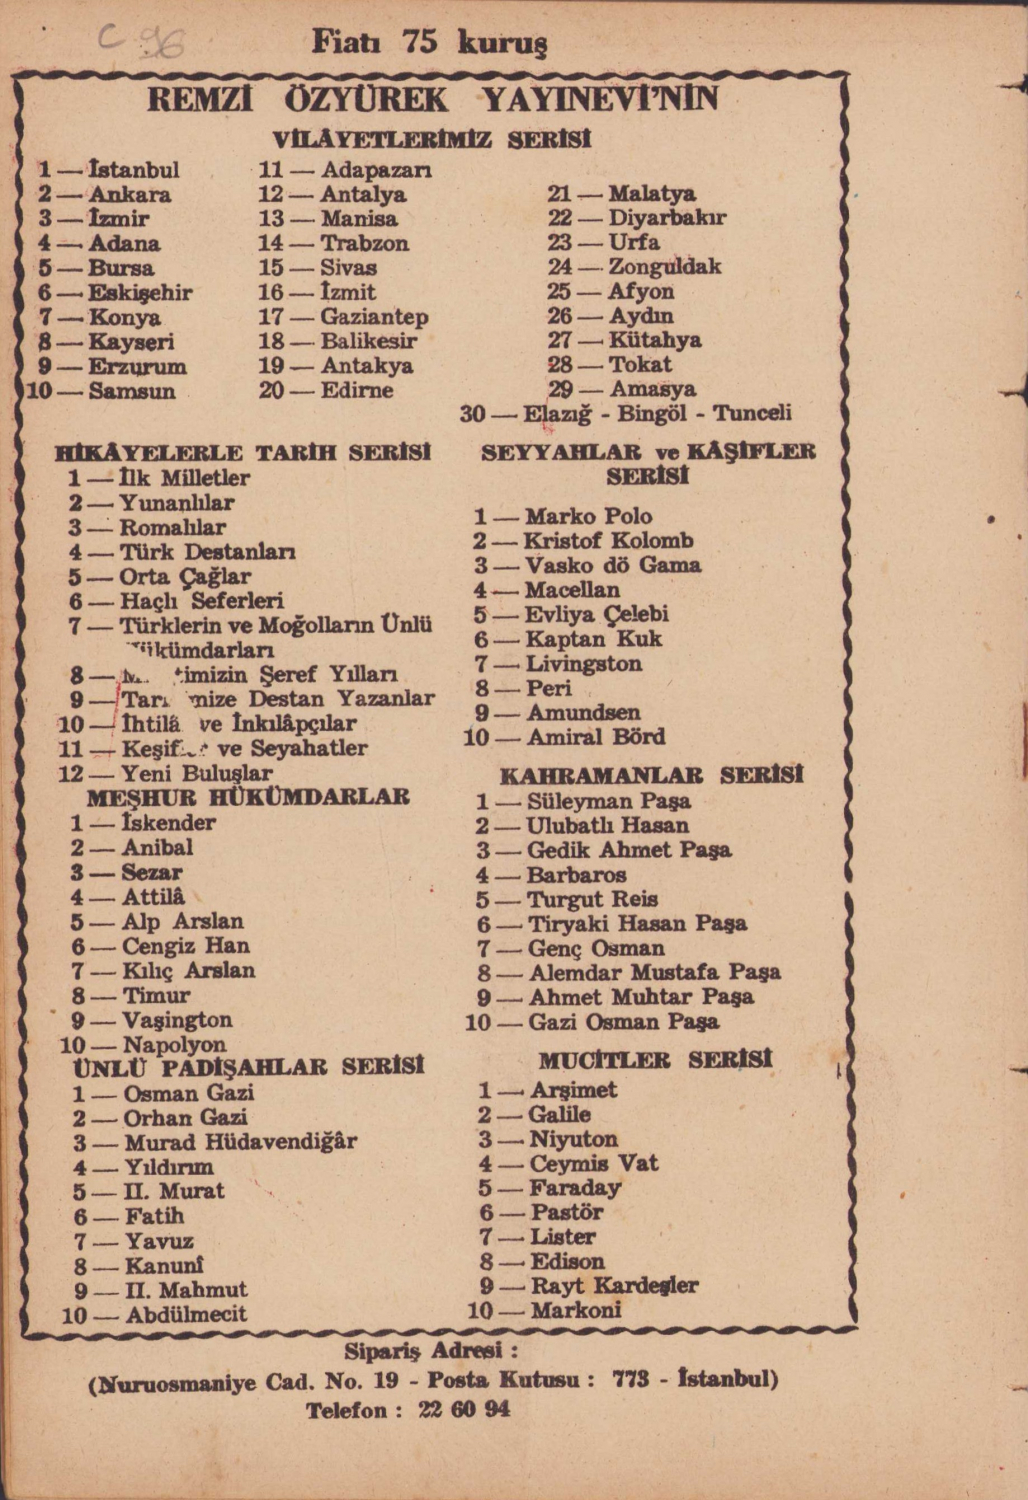 C 96
Fiatı 75 kuruş
REMZİ ÖZYÜREK YAYINEVİ'NİN
VİLÂYETLERİMİZ SERİSİ
1 — İstanbul
2 — Ankara
3 — İzmir
4 — Adana
5 — Bursa
6 — Eskişehir
7 — Konya
8 — Kayseri
9 — Erzurum
10 — Samsun
11 — Adapazarı
12 — Antalya
13 — Manisa
14 — Trabzon
15 — Sivas
16 — İzmit
17 — Gaziantep
18 — Balikesir
19 — Antakya
20 — Edirne
21 — Malatya
22 — Diyarbakır
23 — Urfa
24 — Zonguldak
25 — Afyon
26 — Aydın
27 — Kütahya
28 — Tokat
29 — Amasya
30 — Elazığ - Bingöl - Tunceli
HİKÂYELERLE TARİH SERİSİ
1 — İlk Milletler
2 — Yunanlılar
3 — Romalılar
4 — Türk Destanları
5 — Orta Çağlar
6 — Haçlı Seferleri
7 — Türklerin ve Moğolların Ünlü
8 — Şeref Yılları
9 — Destan Yazanlar
10 — ve İnkılâpçılar
11 — ve Seyahatler
12 — Yeni Buluşlar
MEŞHUR HÜKÜMDARLAR
1 — İskender
2 — Anibal
3 — Sezar
4 — Attilâ
5 — Alp Arslan
6 — Cengiz Han
7 — Kılıç Arslan
8 — Timur
9 — Vaşington
10 — Napolyon
ÜNLÜ PADİŞAHLAR SERİSİ
1 — Osman Gazi
2 — Orhan Gazi
3 — Murad Hüdavendiğâr
4 — Yıldırım
5 — II. Murat
6 — Fatih
7 — Yavuz
8 — Kanunî
9 — II. Mahmut
10 — Abdülmecit
SEYYAHLAR ve KÂŞİFLER
SERİSİ
1 — Marko Polo
2 — Kristof Kolomb
3 — Vasko dö Gama
4 — Macellan
5 — Evliya Çelebi
6 — Kaptan Kuk
7 — Livingston
8 — Peri
9 — Amundsen
10 — Amiral Börd
KAHRAMANLAR SERİSİ
1 — Süleyman Paşa
2 — Ulubatlı Hasan
3 — Gedik Ahmet Paşa
4 — Barbaros
5 — Turgut Reis
6 — Tiryaki Hasan Paşa
7 — Genç Osman
8 — Alemdar Mustafa Paşa
9 — Ahmet Muhtar Paşa
10 — Gazi Osman Paşa
MUCİTLER SERİSİ
1 — Arşimet
2 — Galile
3 — Niyuton
4 — Ceymis Vat
5 — Faraday
6 — Pastör
7 — Lister
8 — Edison
9 — Rayt Kardeşler
10 — Markoni
Sipariş Adresi :
(Nuruosmaniye Cad. No. 19 - Posta Kutusu : 773 - İstanbul)
Telefon : 22 60 94